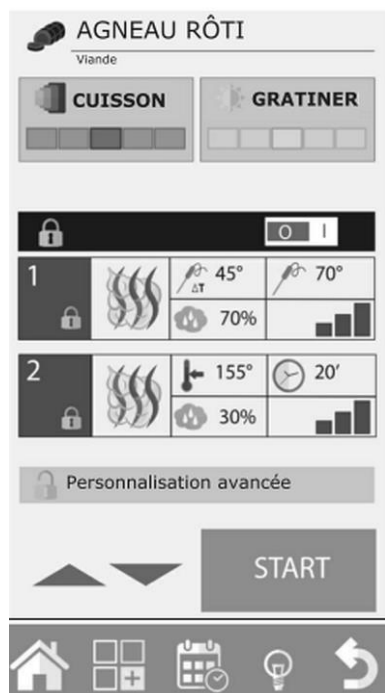 AGNEAU RÔTI
Viande
CUISSON
GRATINER
O I
1
ΔT 45°
70°
70%
2
155°
20'
30%
Personnalisation avancée
START